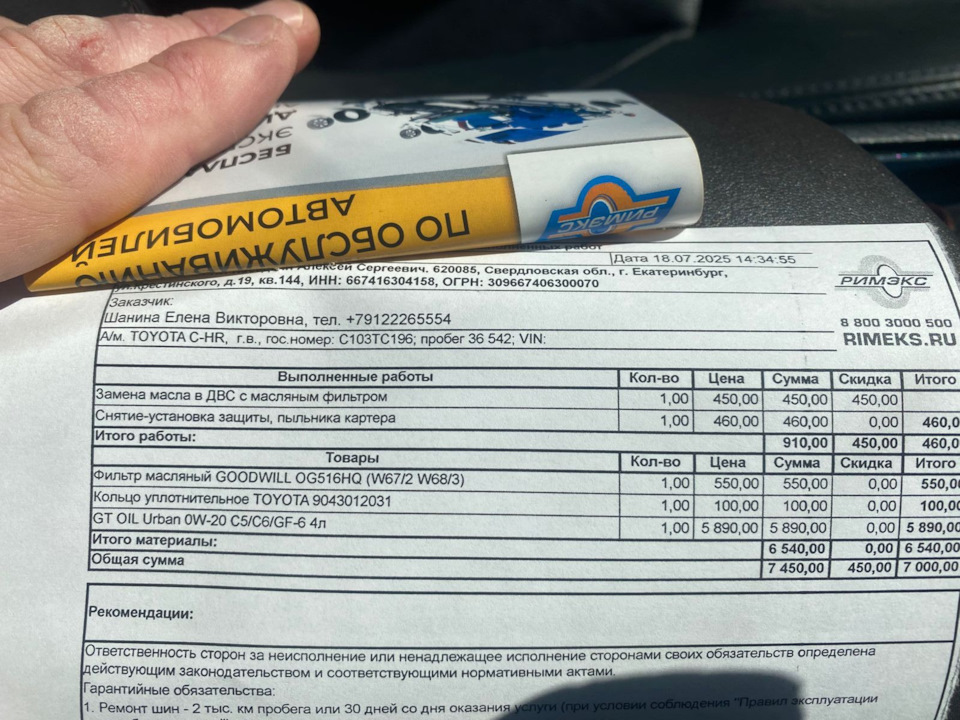 БЕСПЛА
ЭКС
ПО ОБСЛУЖИВАНИЮ
АВТОМОБИЛЕЙ
РИМЭКС
работ
Дата 18.07.2025 14:34:55
Алексей Сергеевич. 620085, Свердловская обл., г. Екатеринбург,
д.19, кв.144, ИНН: 667416304158, ОГРН: 309667406300070
РИМЭКС
8 800 3000 500
RIMEKS.RU
Заказчик:
Шанина Елена Викторовна, тел. +79122265554
А/м. TOYOTA C-HR, г.в., гос.номер: С103ТС196; пробег 36 542; VIN:
Выполненные работы Кол-во Цена Сумма Скидка Итого
Замена масла в ДВС с масляным фильтром 1,00 450,00 450,00 450,00
Снятие-установка защиты, пыльника картера 1,00 460,00 460,00 0,00 460,0
Итого работы: 910,00 450,00 460,0
Товары Кол-во Цена Сумма Скидка Итого
Фильтр масляный GOODWILL OG516HQ (W67/2 W68/3) 1,00 550,00 550,00 0,00 550,0
Кольцо уплотнительное TOYOTA 9043012031 1,00 100,00 100,00 0,00 100,0
GT OIL Urban 0W-20 C5/C6/GF-6 4л 1,00 5 890,00 5 890,00 0,00 5 890,0
Итого материалы: 6 540,00 0,00 6 540,0
Общая сумма 7 450,00 450,00 7 000,0
Рекомендации:
Ответственность сторон за неисполнение или ненадлежащее исполнение сторонами своих обязательств определена
действующим законодательством и соответствующими нормативными актами.
Гарантийные обязательства:
1. Ремонт шин - 2 тыс. км пробега или 30 дней со дня оказания услуги (при условии соблюдения "Правил эксплуатации